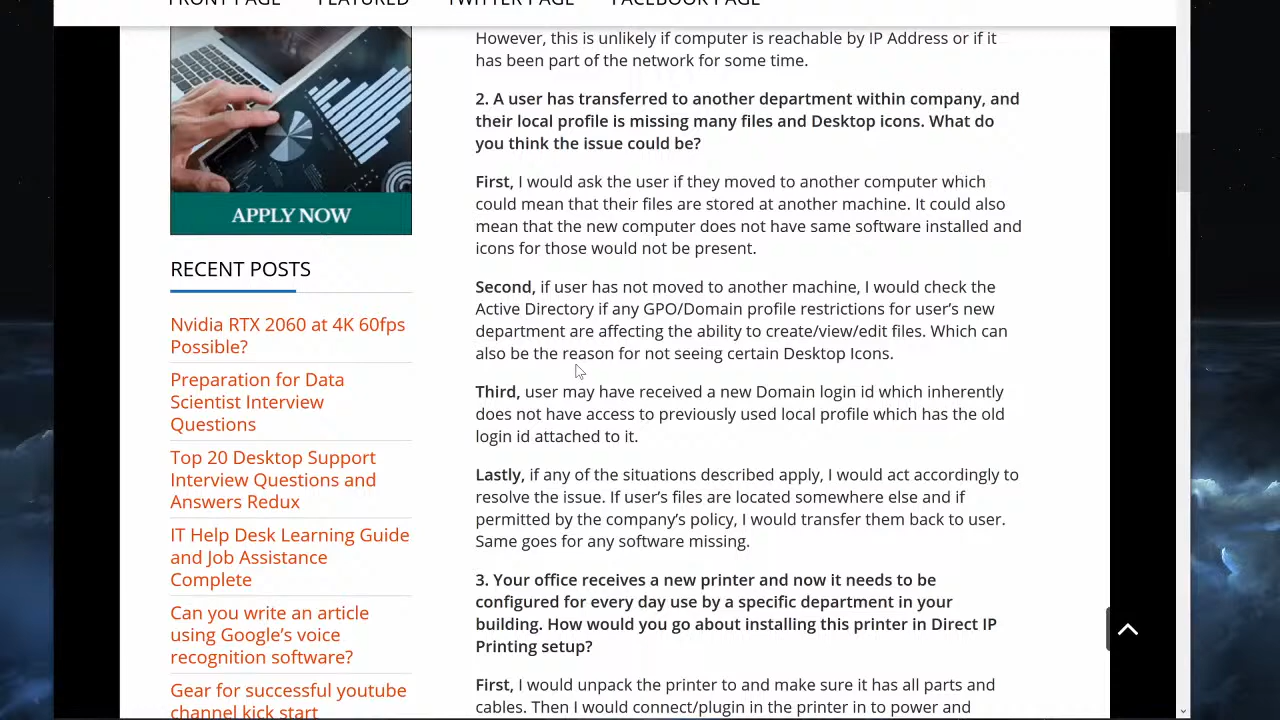 FRONT PAGE FEATURED TWITTER PAGE FACEBOOK PAGE
APPLY NOW
RECENT POSTS
Nvidia RTX 2060 at 4K 60fps
Possible?
Preparation for Data
Scientist Interview
Questions
Top 20 Desktop Support
Interview Questions and
Answers Redux
IT Help Desk Learning Guide
and Job Assistance
Complete
Can you write an article
using Google’s voice
recognition software?
Gear for successful youtube
channel kick start
However, this is unlikely if computer is reachable by IP Address or if it
has been part of the network for some time.
2. A user has transferred to another department within company, and
their local profile is missing many files and Desktop icons. What do
you think the issue could be?
First, I would ask the user if they moved to another computer which
could mean that their files are stored at another machine. It could also
mean that the new computer does not have same software installed and
icons for those would not be present.
Second, if user has not moved to another machine, I would check the
Active Directory if any GPO/Domain profile restrictions for user’s new
department are affecting the ability to create/view/edit files. Which can
also be the reason for not seeing certain Desktop Icons.
Third, user may have received a new Domain login id which inherently
does not have access to previously used local profile which has the old
login id attached to it.
Lastly, if any of the situations described apply, I would act accordingly to
resolve the issue. If user’s files are located somewhere else and if
permitted by the company’s policy, I would transfer them back to user.
Same goes for any software missing.
3. Your office receives a new printer and now it needs to be
configured for every day use by a specific department in your
building. How would you go about installing this printer in Direct IP
Printing setup?
First, I would unpack the printer to and make sure it has all parts and
cables. Then I would connect/plugin in the printer in to power and